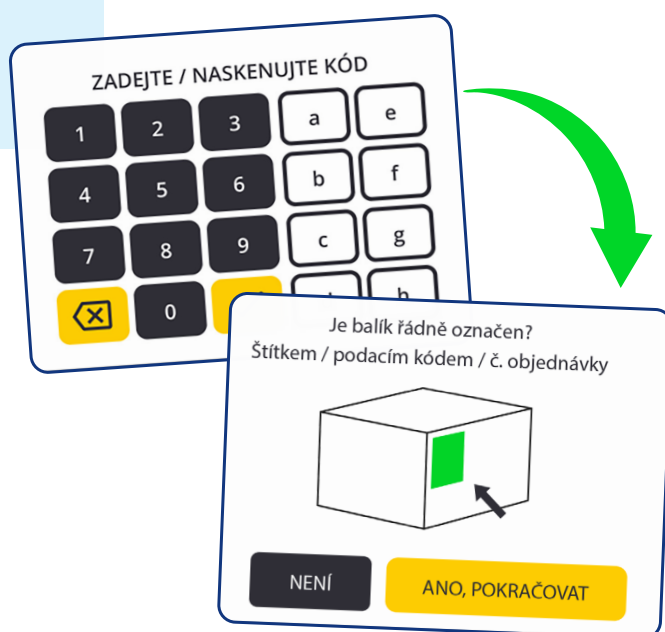 ZADEJTE / NASKENUJTE KÓD
1 2 3 a e
4 5 6 b f
7 8 9 c g
0 h
Je balík řádně označen?
Štítkem / podacím kódem / č. objednávky
NENÍ
ANO, POKRAČOVAT